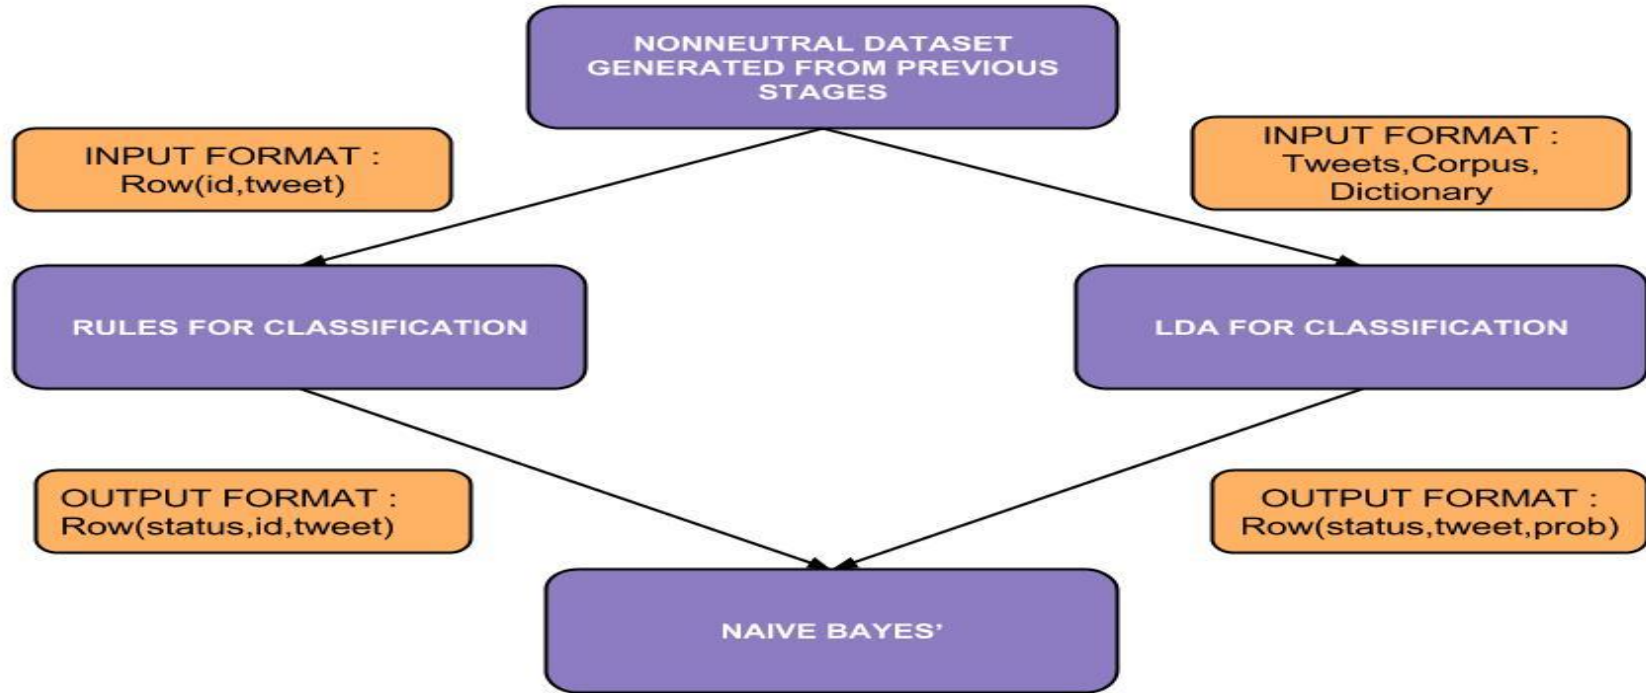 NONNEUTRAL DATASET
GENERATED FROM PREVIOUS
STAGES
INPUT FORMAT :
Row(id,tweet)
INPUT FORMAT :
Tweets,Corpus,
Dictionary
RULES FOR CLASSIFICATION
LDA FOR CLASSIFICATION
OUTPUT FORMAT :
Row(status,id,tweet)
OUTPUT FORMAT :
Row(status,tweet,prob)
NAIVE BAYES’